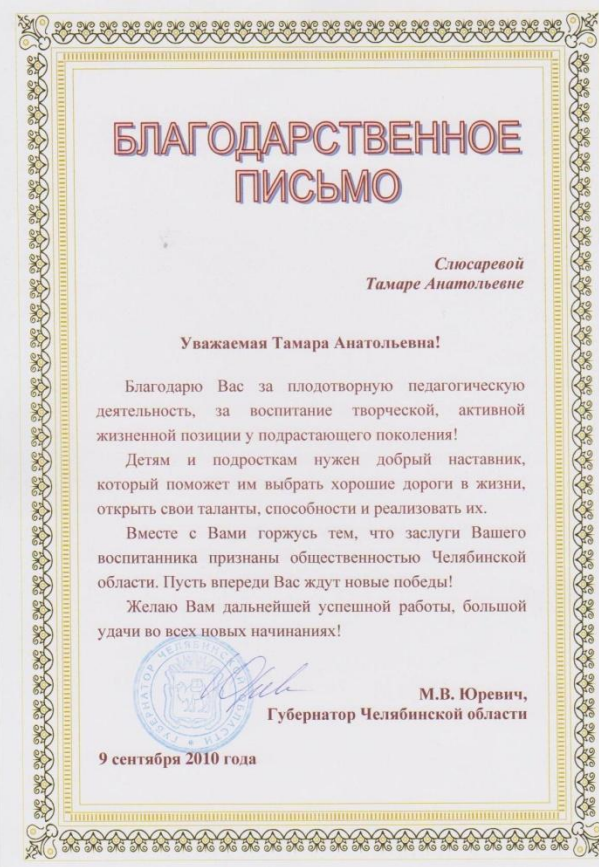 БЛАГОДАРСТВЕННОЕ
ПИСЬМО
Слюсаревой
Тамаре Анатольевне
Уважаемая Тамара Анатольевна!
Благодарю Вас за плодотворную педагогическую
деятельность, за воспитание творческой, активной
жизненной позиции у подрастающего поколения!
Детям и подросткам нужен добрый наставник,
который поможет им выбрать хорошие дороги в жизни,
открыть свои таланты, способности и реализовать их.
Вместе с Вами горжусь тем, что заслуги Вашего
воспитанника признаны общественностью Челябинской
области. Пусть впереди Вас ждут новые победы!
Желаю Вам дальнейшей успешной работы, большой
удачи во всех новых начинаниях!
ГУБЕРНАТОР ЧЕЛЯБИНСКОЙ ОБЛАСТИ
М.В. Юревич,
Губернатор Челябинской области
9 сентября 2010 года